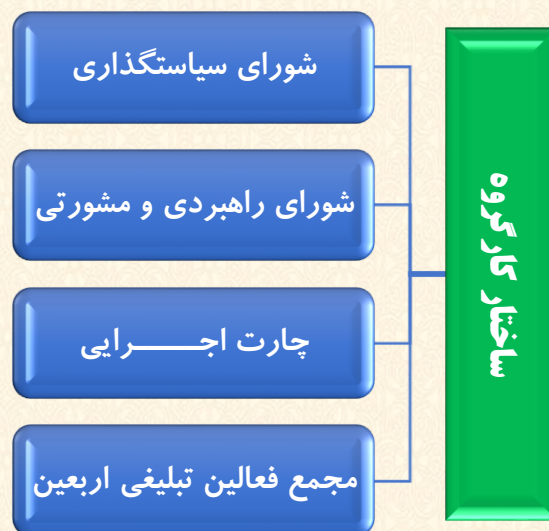 ساختار کارگروه
شورای سیاستگذاری
شورای راهبردی و مشورتی
چارت اجـــــرایی
مجمع فعالین تبلیغی اربعین